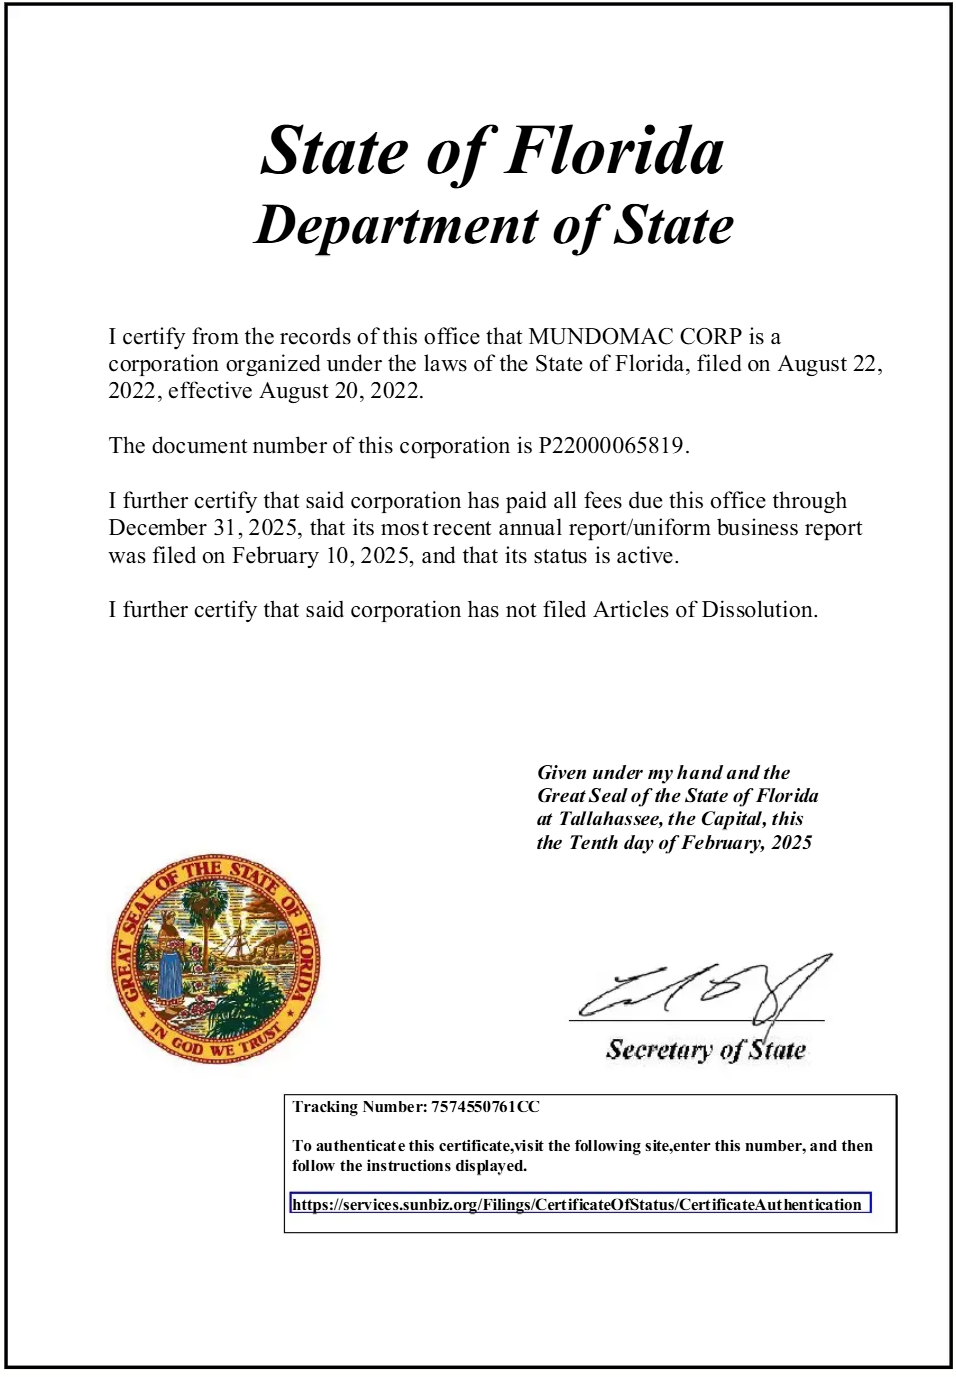 State of Florida
Department of State
I certify from the records of this office that MUNDOMAC CORP is a
corporation organized under the laws of the State of Florida, filed on August 22,
2022, effective August 20, 2022.
The document number of this corporation is P22000065819.
I further certify that said corporation has paid all fees due this office through
December 31, 2025, that its most recent annual report/uniform business report
was filed on February 10, 2025, and that its status is active.
I further certify that said corporation has not filed Articles of Dissolution.
Given under my hand and the
Great Seal of the State of Florida
at Tallahassee, the Capital, this
the Tenth day of February, 2025
GREAT SEAL OF THE STATE OF FLORIDA
IN GOD WE TRUST
Secretary of State
Tracking Number: 7574550761CC
To authenticate this certificate,visit the following site,enter this number, and then
follow the instructions displayed.
https://services.sunbiz.org/Filings/CertificateOfStatus/CertificateAuthentication